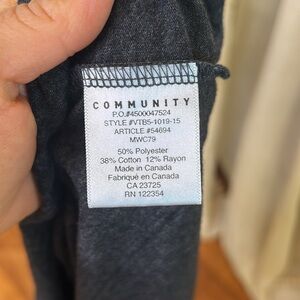 COMMUNITY
P.O.#4500047524
STYLE #VTB5-1019-15
ARTICLE #54694
MWC79
50% Polyester
38% Cotton 12% Rayon
Made in Canada
Fabriqué en Canada
CA 23725
RN 122354